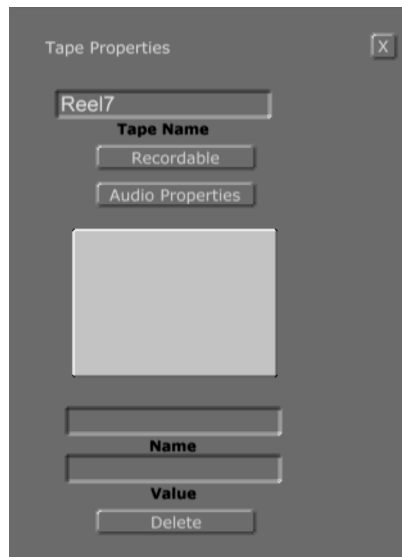 Tape Properties
X
Reel7
Tape Name
Recordable
Audio Properties
Name
Value
Delete